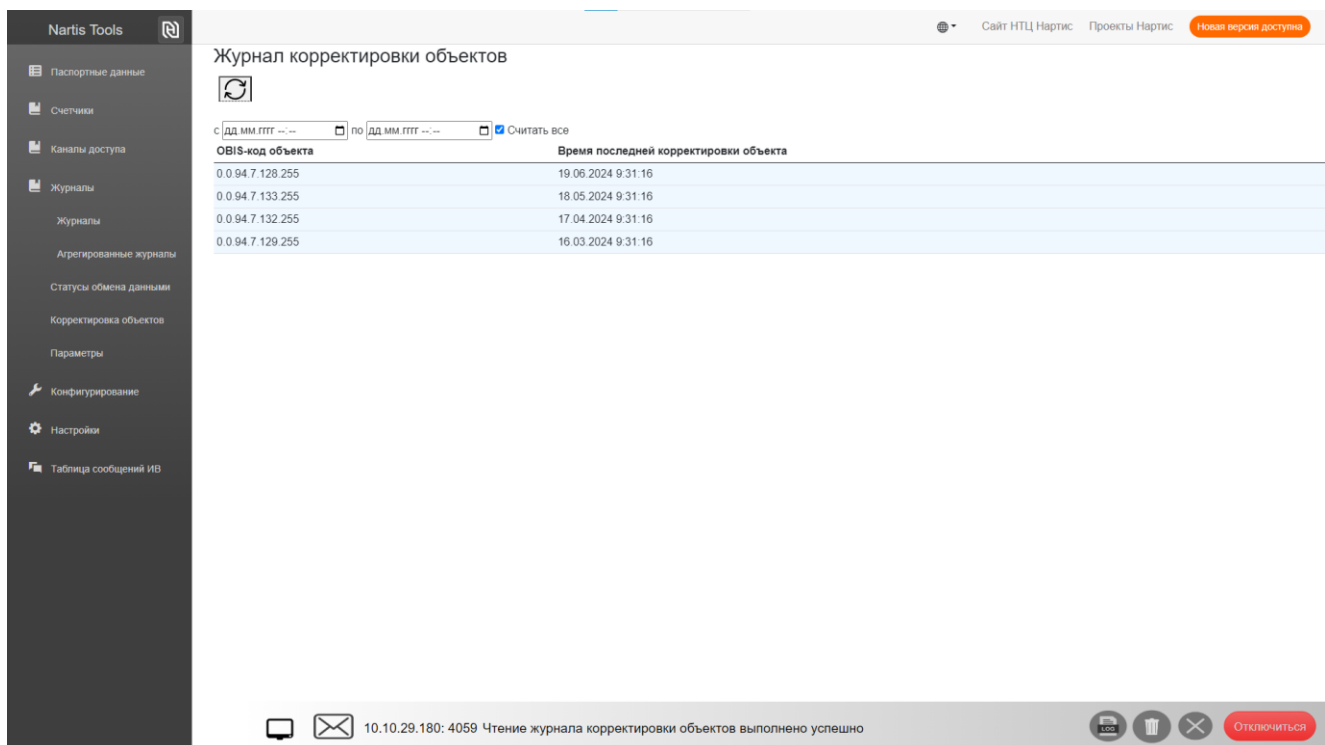 Nartis Tools
Сайт НТЦ Нартис Проекты Нартис Новая версия доступна
Паспортные данные
Счетчики
Каналы доступа
Журналы
Журналы
Агрегированные журналы
Статусы обмена данными
Корректировка объектов
Параметры
Конфигурирование
Настройки
Таблица сообщений ИВ
Журнал корректировки объектов
с дд.мм.гггг --:-- по дд.мм.гггг --:-- Считать все
OBIS-код объекта Время последней корректировки объекта
0.0.94.7.128.255 19.06.2024 9:31:16
0.0.94.7.133.255 18.05.2024 9:31:16
0.0.94.7.132.255 17.04.2024 9:31:16
0.0.94.7.129.255 16.03.2024 9:31:16
10.10.29.180: 4059 Чтение журнала корректировки объектов выполнено успешно
LOG
Отключиться